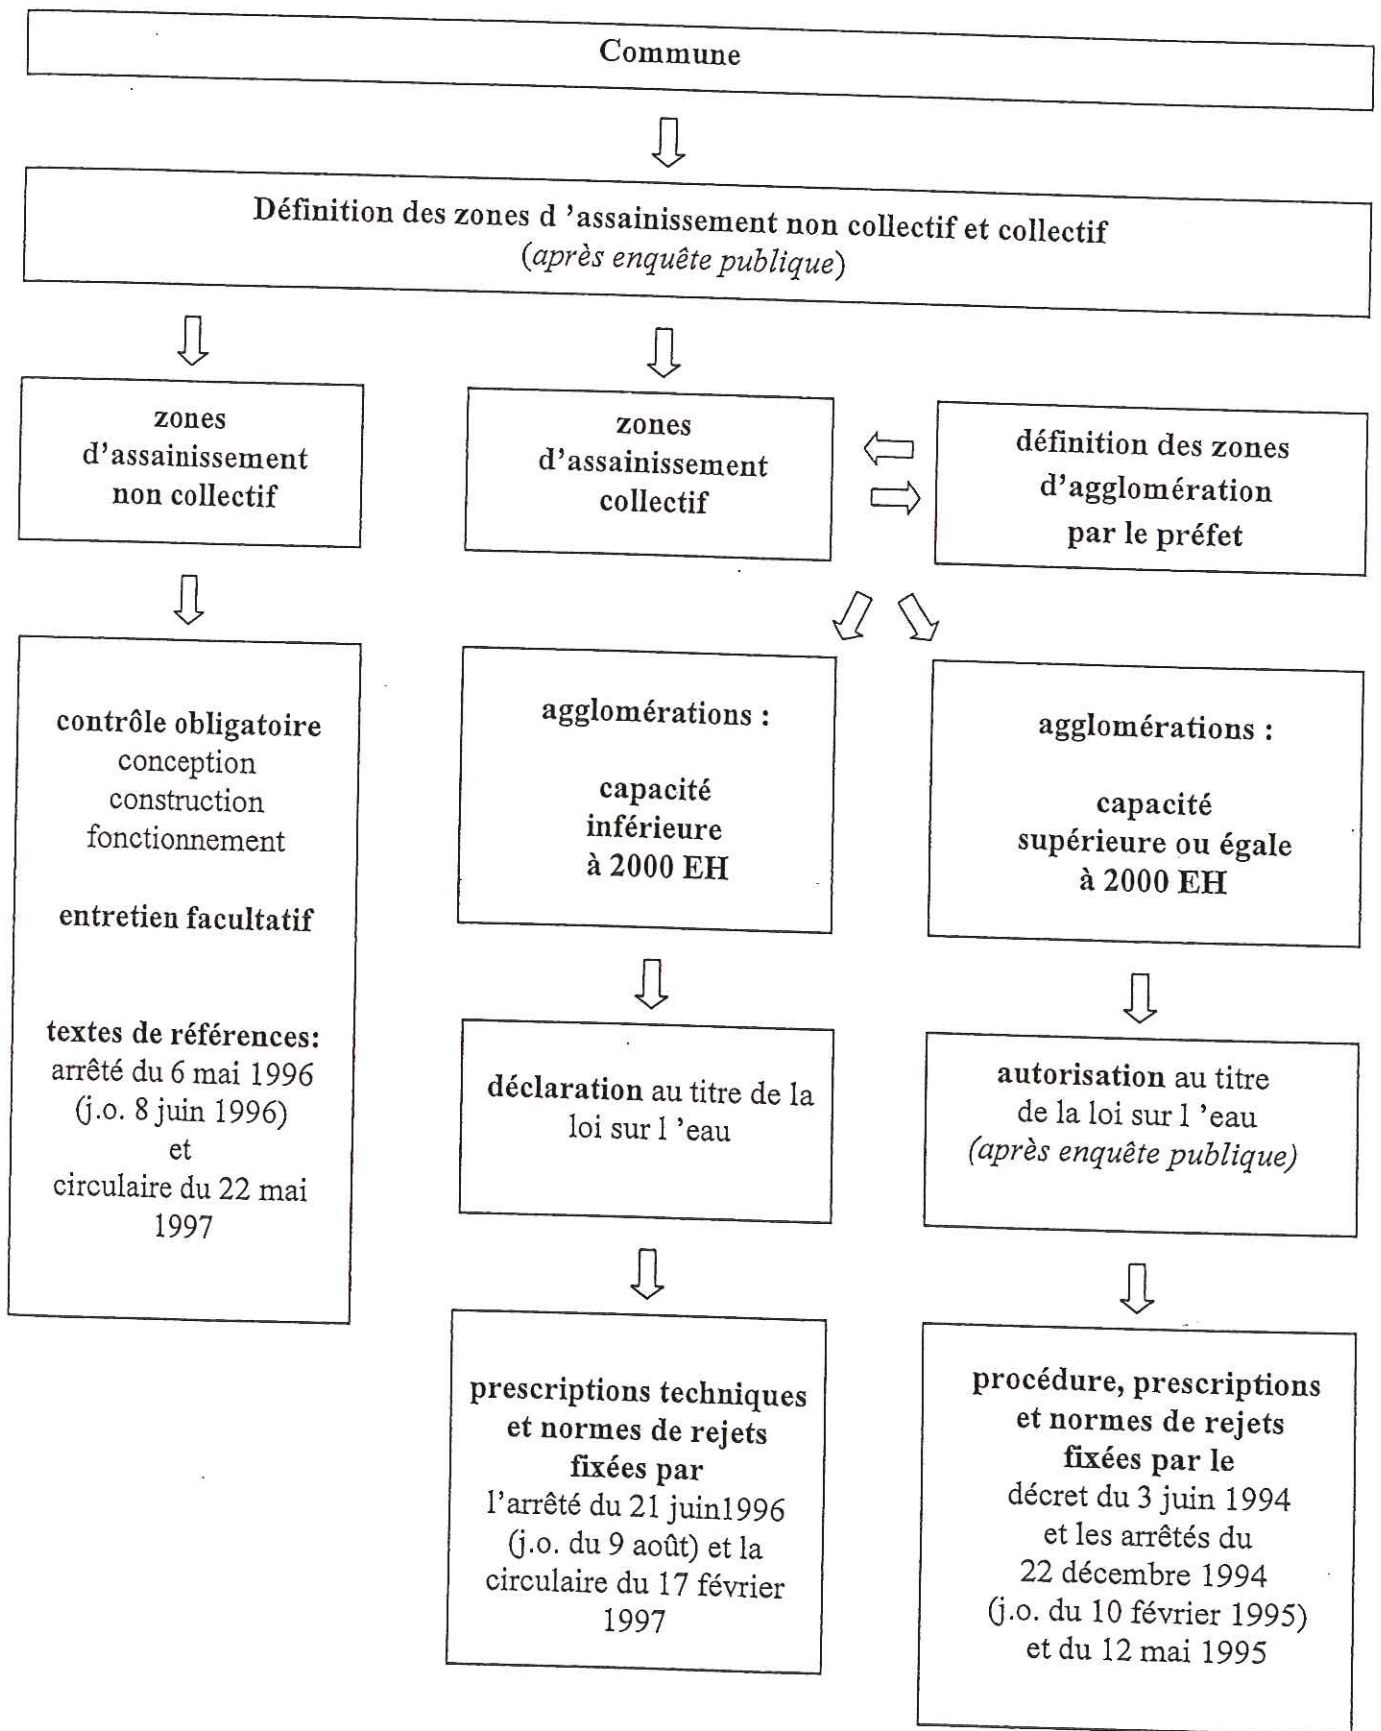 Commune
Définition des zones d ’assainissement non collectif et collectif
(après enquête publique)
zones
d’assainissement
non collectif
zones
d’assainissement
collectif
définition des zones
d’agglomération
par le préfet
contrôle obligatoire
conception
construction
fonctionnement
entretien facultatif
textes de références:
arrêté du 6 mai 1996
(j.o. 8 juin 1996)
et
circulaire du 22 mai
1997
agglomérations :
capacité
inférieure
à 2000 EH
agglomérations :
capacité
supérieure ou égale
à 2000 EH
déclaration au titre de la
loi sur l ’eau
autorisation au titre
de la loi sur l ’eau
(après enquête publique)
prescriptions techniques
et normes de rejets
fixées par
l’arrêté du 21 juin1996
(j.o. du 9 août) et la
circulaire du 17 février
1997
procédure, prescriptions
et normes de rejets
fixées par le
décret du 3 juin 1994
et les arrêtés du
22 décembre 1994
(j.o. du 10 février 1995)
et du 12 mai 1995